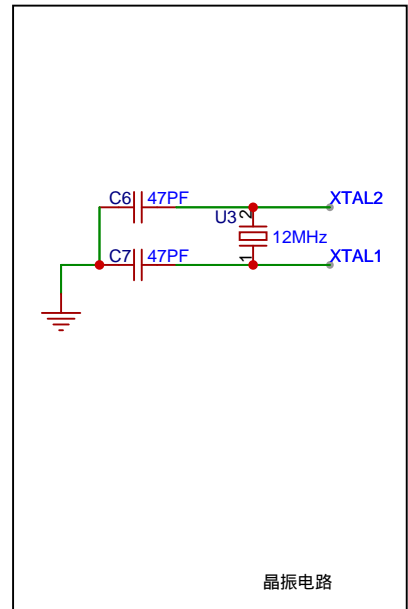 C6 47PF XTAL2
U3 2
12MHz
C7 47PF 1 XTAL1
晶振电路